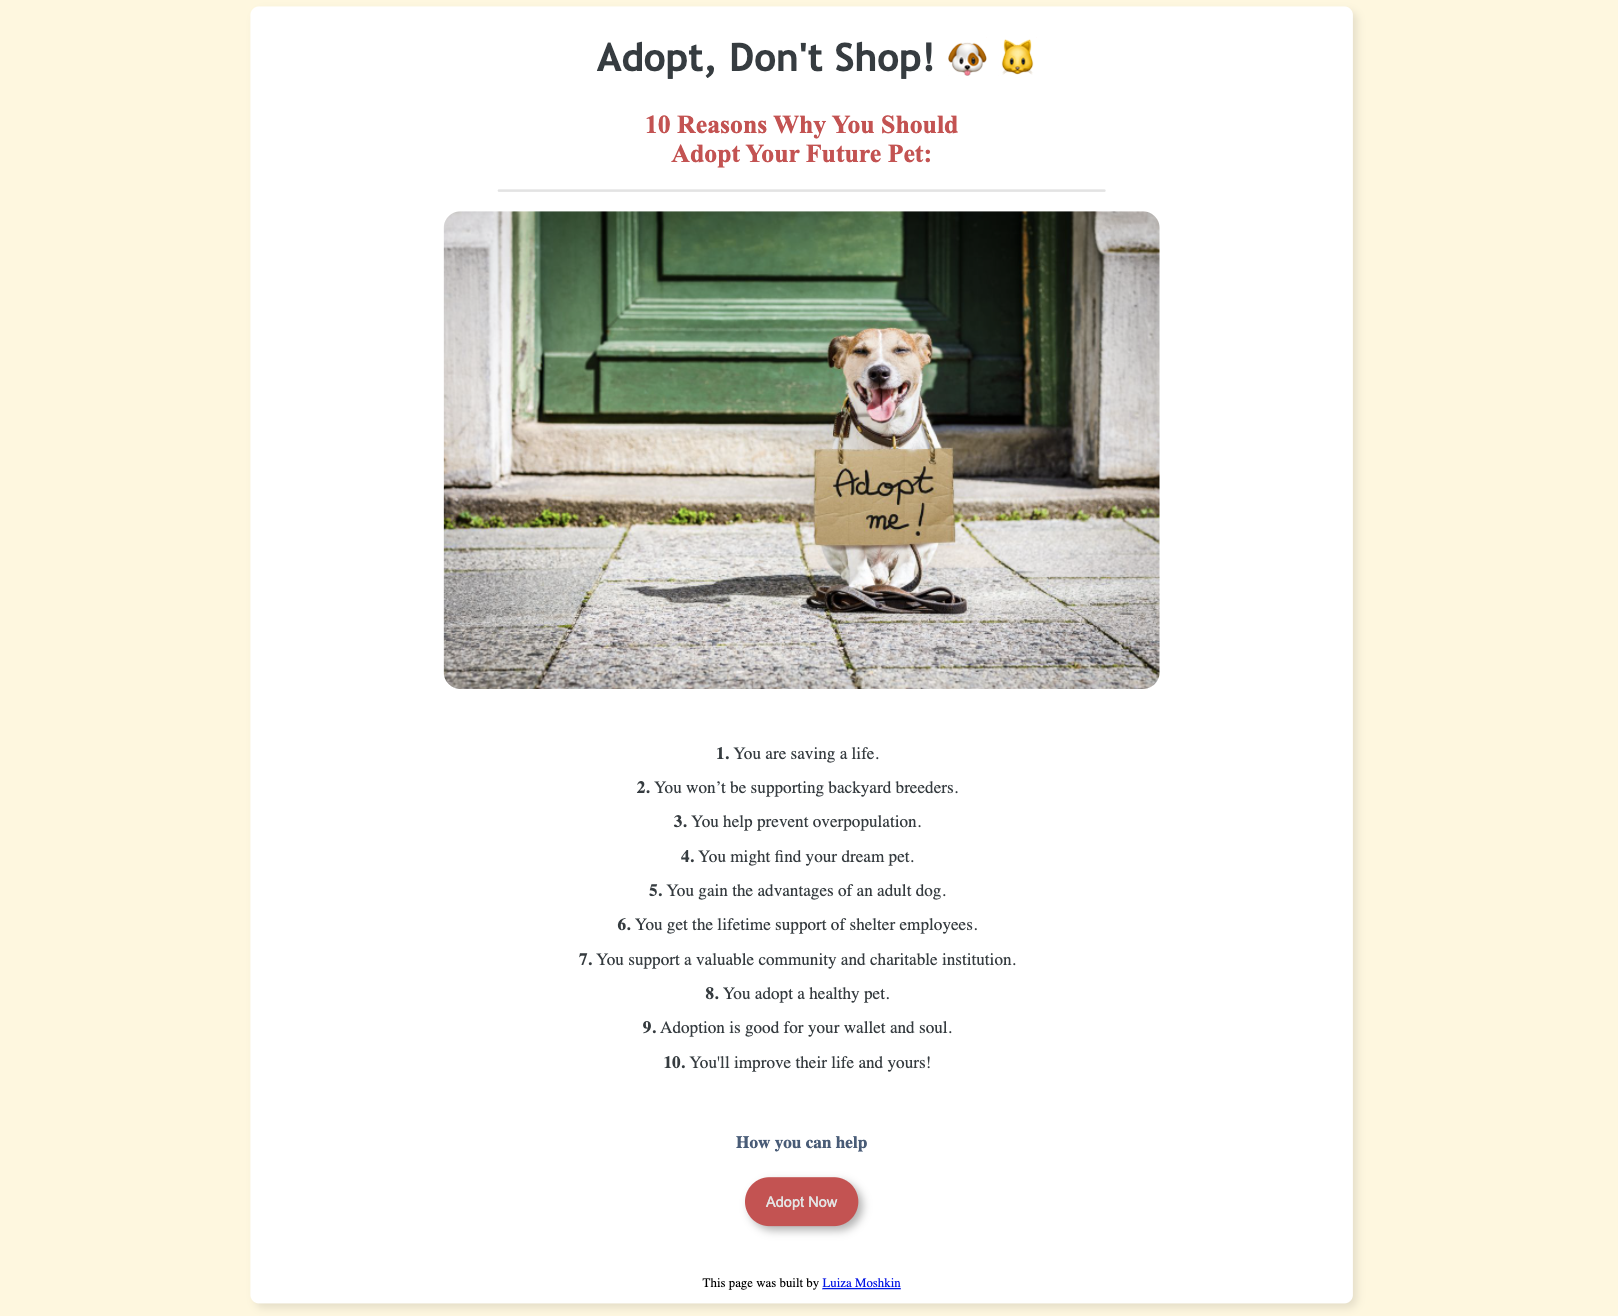 Adopt, Don't Shop! 🐶 🐱
10 Reasons Why You Should
Adopt Your Future Pet:
Adopt
me!
1. You are saving a life.
2. You won’t be supporting backyard breeders.
3. You help prevent overpopulation.
4. You might find your dream pet.
5. You gain the advantages of an adult dog.
6. You get the lifetime support of shelter employees.
7. You support a valuable community and charitable institution.
8. You adopt a healthy pet.
9. Adoption is good for your wallet and soul.
10. You'll improve their life and yours!
How you can help
Adopt Now
This page was built by Luiza Moshkin